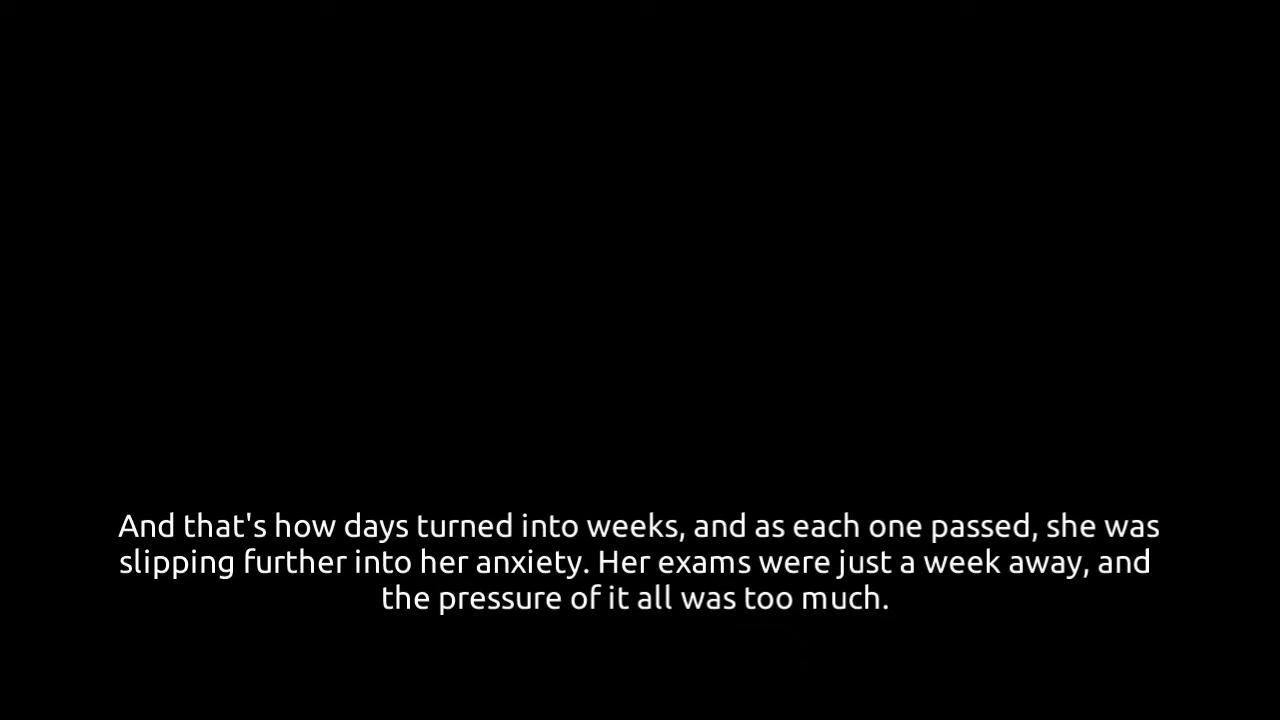 And that's how days turned into weeks, and as each one passed, she was
slipping further into her anxiety. Her exams were just a week away, and
the pressure of it all was too much.